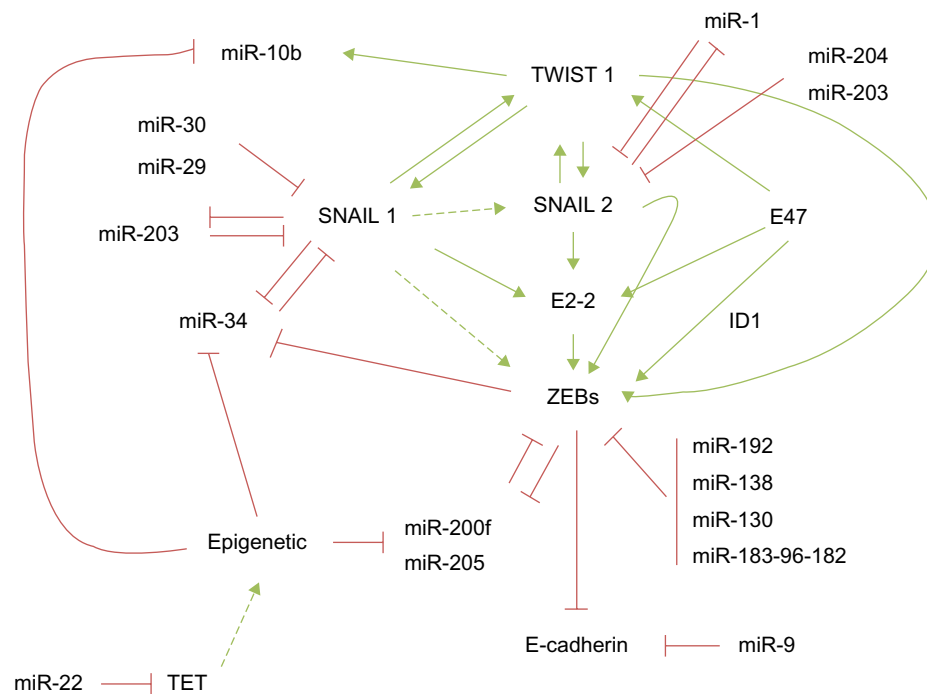 miR-1
miR-10b
TWIST 1
miR-204
miR-203
miR-30
miR-29
SNAIL 1
SNAIL 2
E47
miR-203
E2-2
miR-34
ID1
ZEBs
miR-192
miR-138
miR-130
miR-183-96-182
Epigenetic
miR-200f
miR-205
E-cadherin
miR-9
miR-22
TET